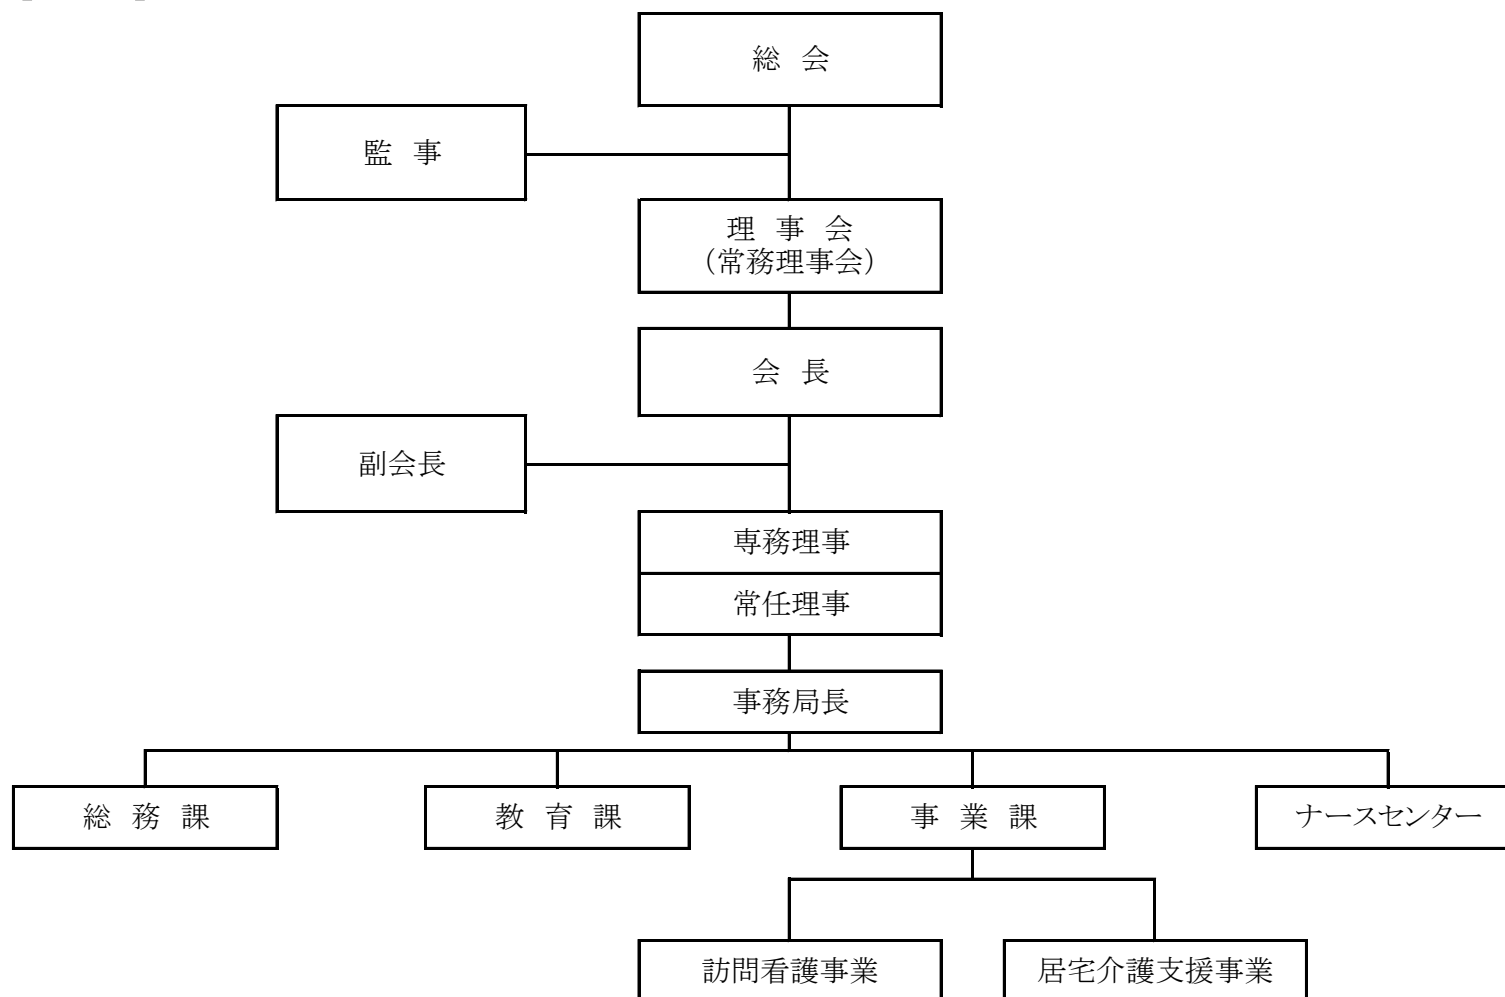 総 会
監 事
理 事 会
（常務理事会）
会 長
副会長
専務理事
常任理事
事務局長
総 務 課
教 育 課
事 業 課
ナースセンター
訪問看護事業
居宅介護支援事業